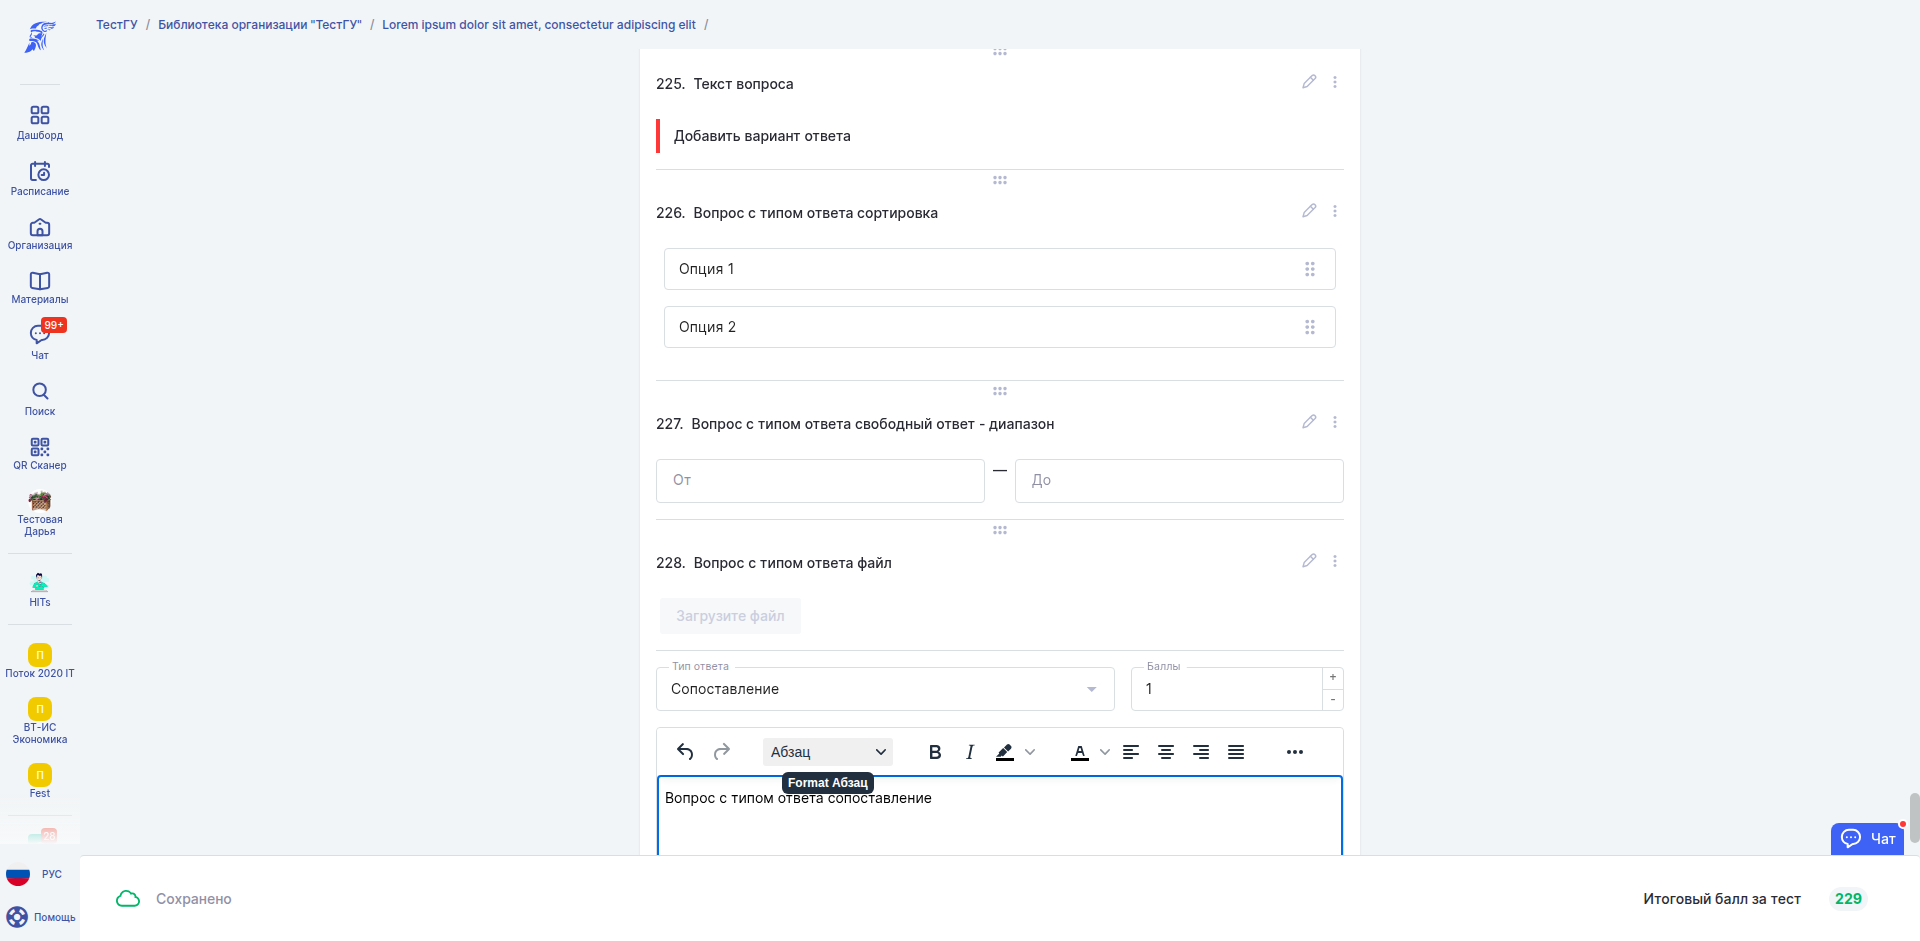 ТестГУ / Библиотека организации "ТестГУ" / Lorem ipsum dolor sit amet, consectetur adipiscing elit /
Дашборд
Расписание
Организация
Материалы
99+
Чат
Поиск
QR Сканер
Тестовая
Дарья
HITs
П
Поток 2020 IT
П
ВТ-ИС
Экономика
П
Fest
28
РУС
Помощь
225. Текст вопроса
Добавить вариант ответа
226. Вопрос с типом ответа сортировка
Опция 1
Опция 2
227. Вопрос с типом ответа свободный ответ - диапазон
От — До
228. Вопрос с типом ответа файл
Загрузите файл
Тип ответа
Сопоставление
Баллы
1
+
-
Абзац
B I A
Format Абзац
Вопрос с типом ответа сопоставление
Чат
Сохранено
Итоговый балл за тест 229